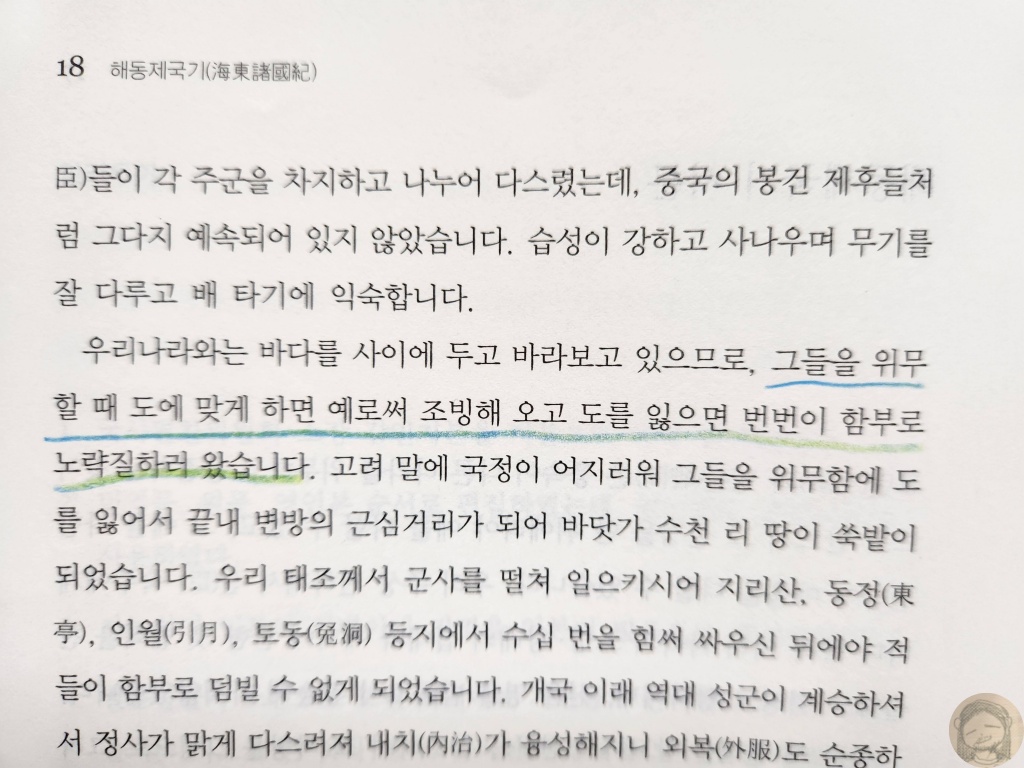 18 해동제국기(海東諸國紀)
臣)들이 각 주군을 차지하고 나누어 다스렸는데, 중국의 봉건 제후들처
럼 그다지 예속되어 있지 않았습니다. 습성이 강하고 사나우며 무기를
잘 다루고 배 타기에 익숙합니다.
우리나라와는 바다를 사이에 두고 바라보고 있으므로, 그들을 위무
할 때 도에 맞게 하면 예로써 조빙해 오고 도를 잃으면 번번이 함부로
노략질하러 왔습니다. 고려 말에 국정이 어지러워 그들을 위무함에 도
를 잃어서 끝내 변방의 근심거리가 되어 바닷가 수천 리 땅이 쑥밭이
되었습니다. 우리 태조께서 군사를 떨쳐 일으키시어 지리산, 동정(東
亭), 인월(引月), 토동(兎洞) 등지에서 수십 번을 힘써 싸우신 뒤에야 적
들이 함부로 덤빌 수 없게 되었습니다. 개국 이래 역대 성군이 계승하셔
서 정사가 맑게 다스려져 내치(內治)가 융성해지니 외복(外服)도 순종하